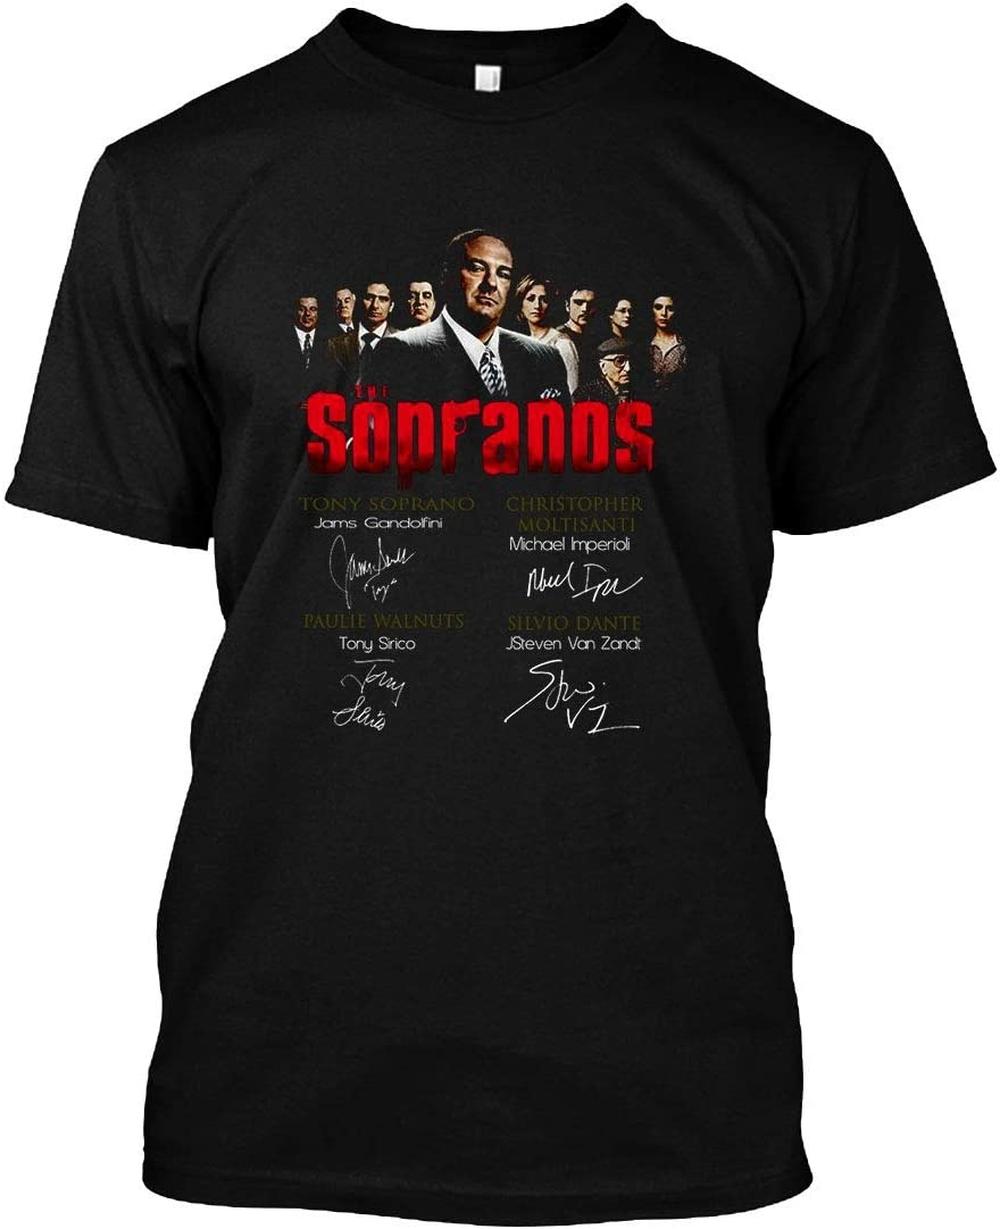 THE
Sopranos
TONY SOPRANO
Jams Gandolfini
CHRISTOPHER
MOLTISANTI
Michael Imperioli
PAULIE WALNUTS
Tony Sirico
Tony
SILVIO DANTE
JSteven Van Zandt